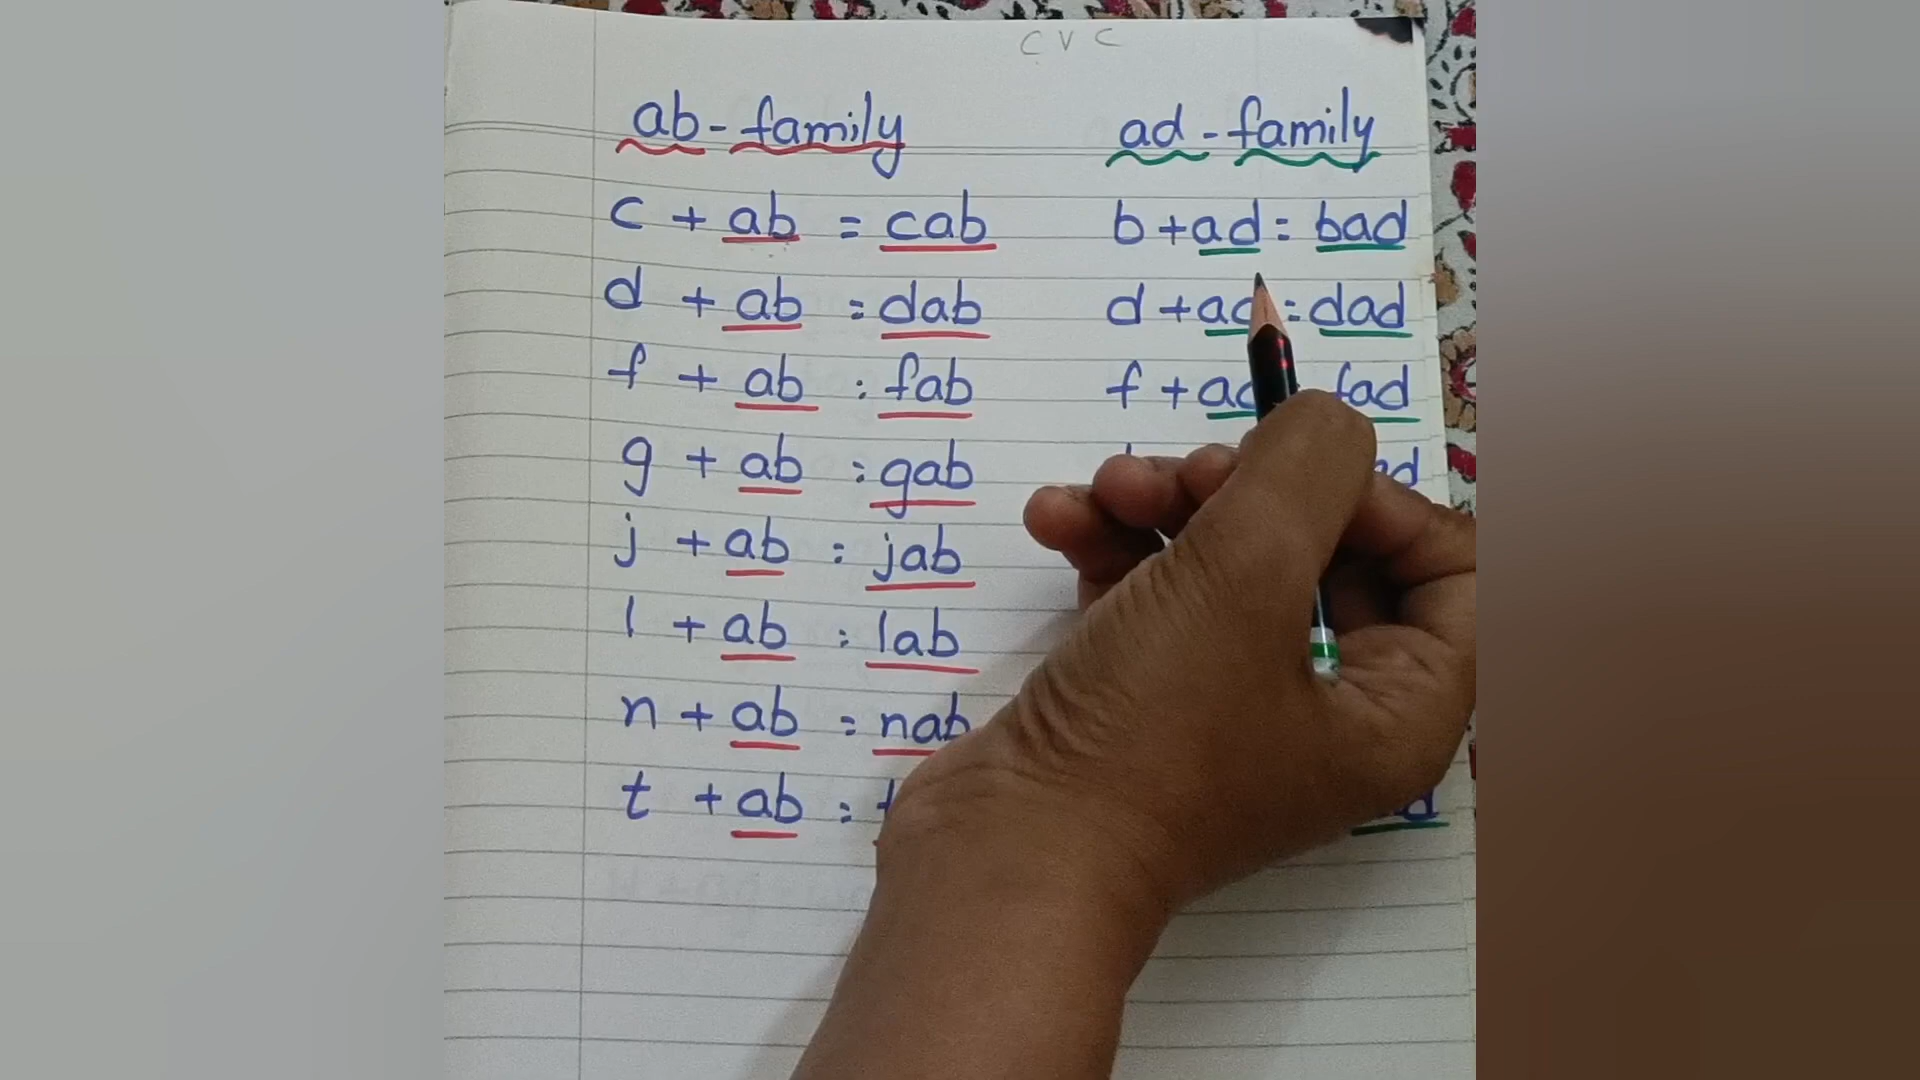 C V C
ab - family ad - family
c + ab = cab b + ad = bad
d + ab = dab d + ad = dad
f + ab = fab f + ad fad
g + ab = gab
j + ab = jab
l + ab = lab
n + ab = nab
t + ab =